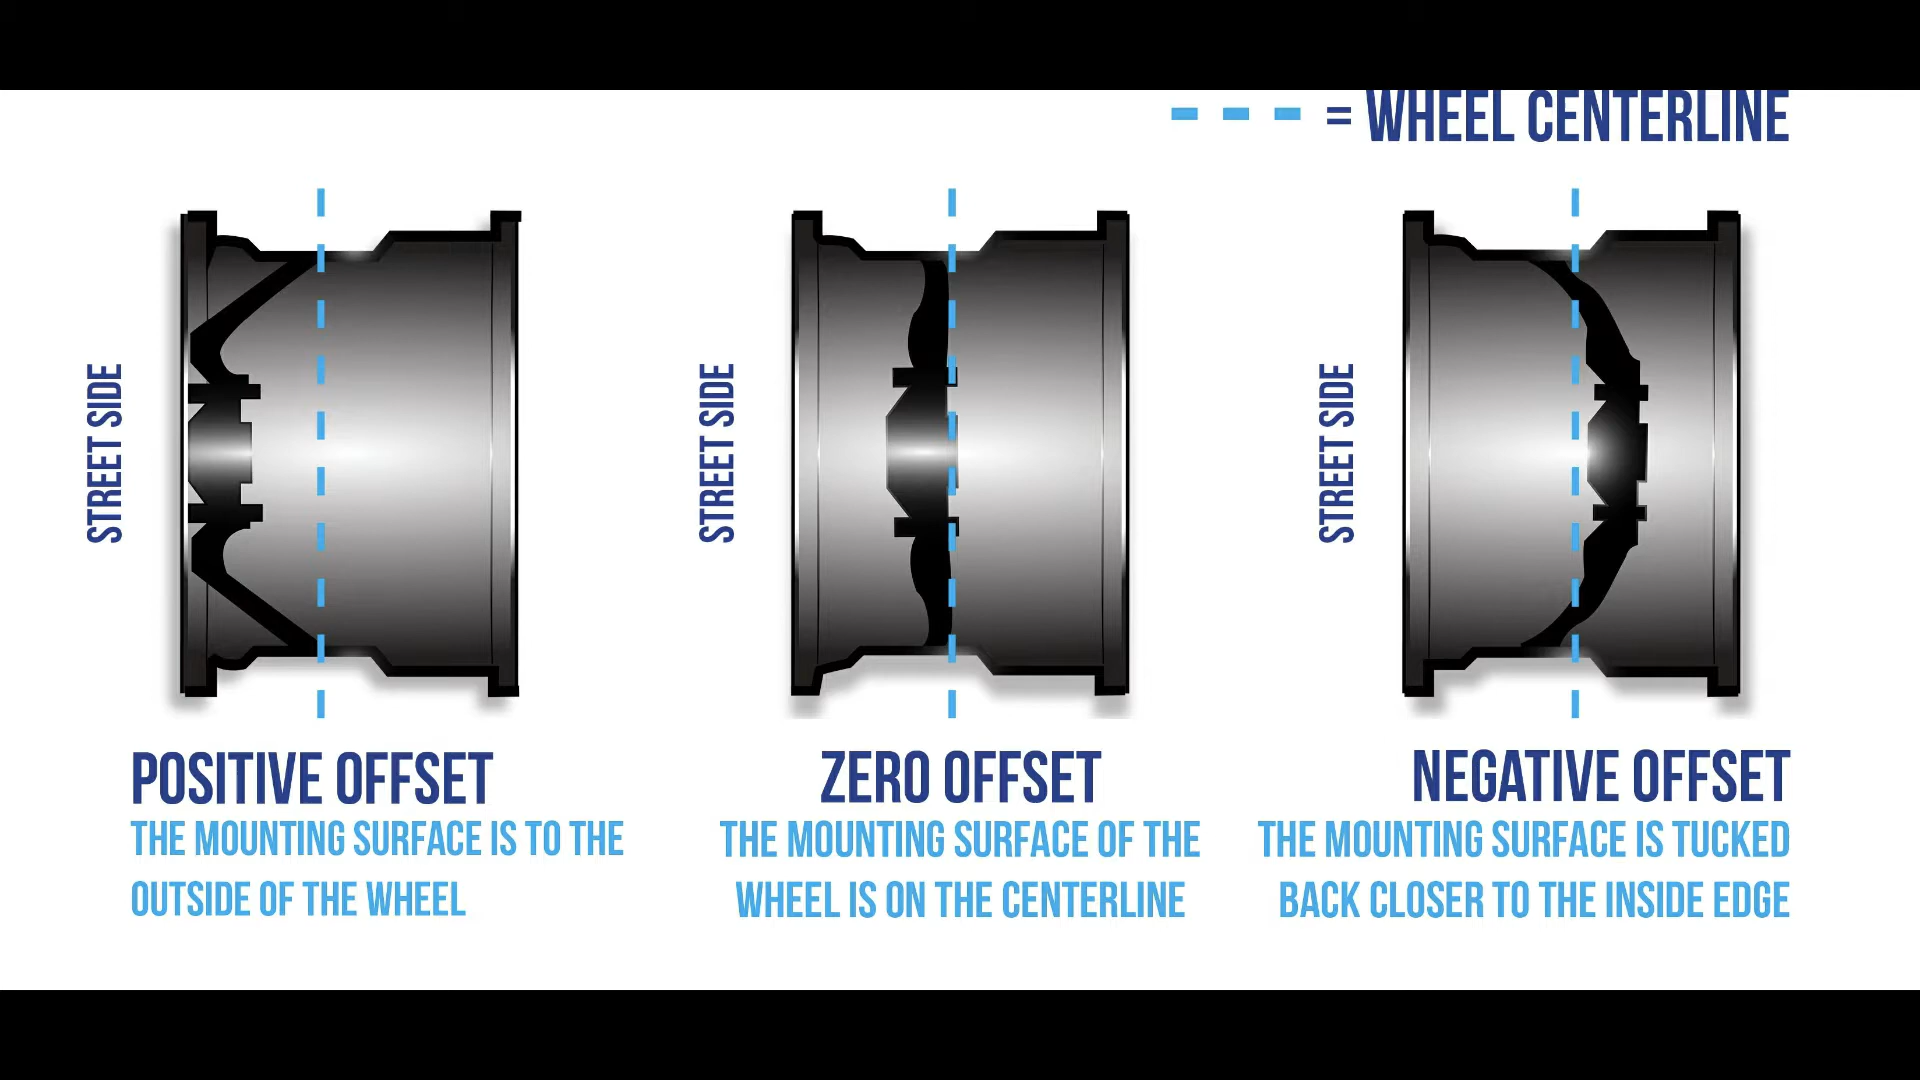 = WHEEL CENTERLINE
STREET SIDE
STREET SIDE
STREET SIDE
POSITIVE OFFSET
THE MOUNTING SURFACE IS TO THE
OUTSIDE OF THE WHEEL
ZERO OFFSET
THE MOUNTING SURFACE OF THE
WHEEL IS ON THE CENTERLINE
NEGATIVE OFFSET
THE MOUNTING SURFACE IS TUCKED
BACK CLOSER TO THE INSIDE EDGE